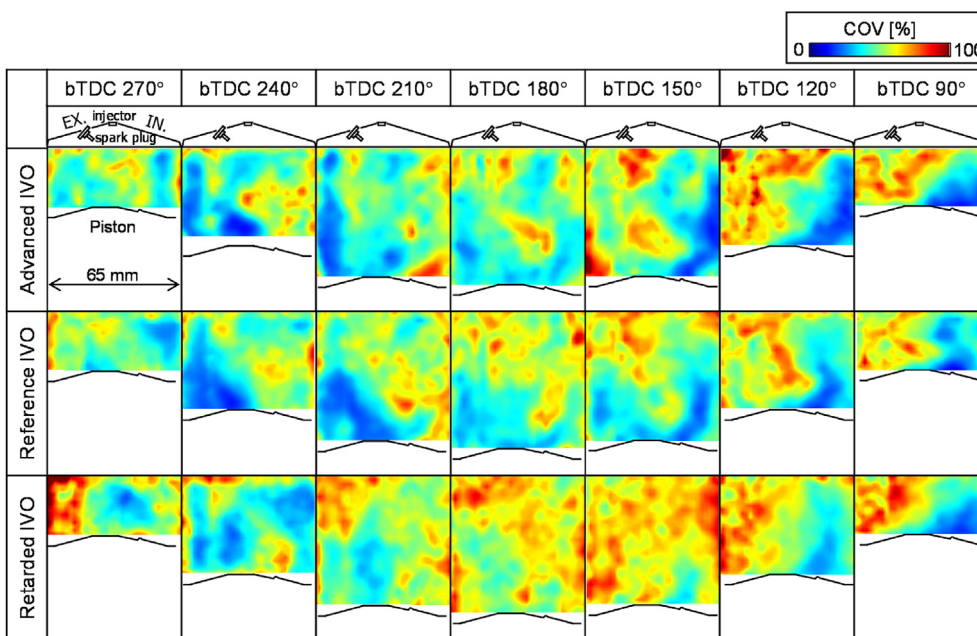 COV [%]
0 100
bTDC 270° bTDC 240° bTDC 210° bTDC 180° bTDC 150° bTDC 120° bTDC 90°
EX. injector IN.
spark plug
Advanced IVO
Piston
65 mm
Reference IVO
Retarded IVO